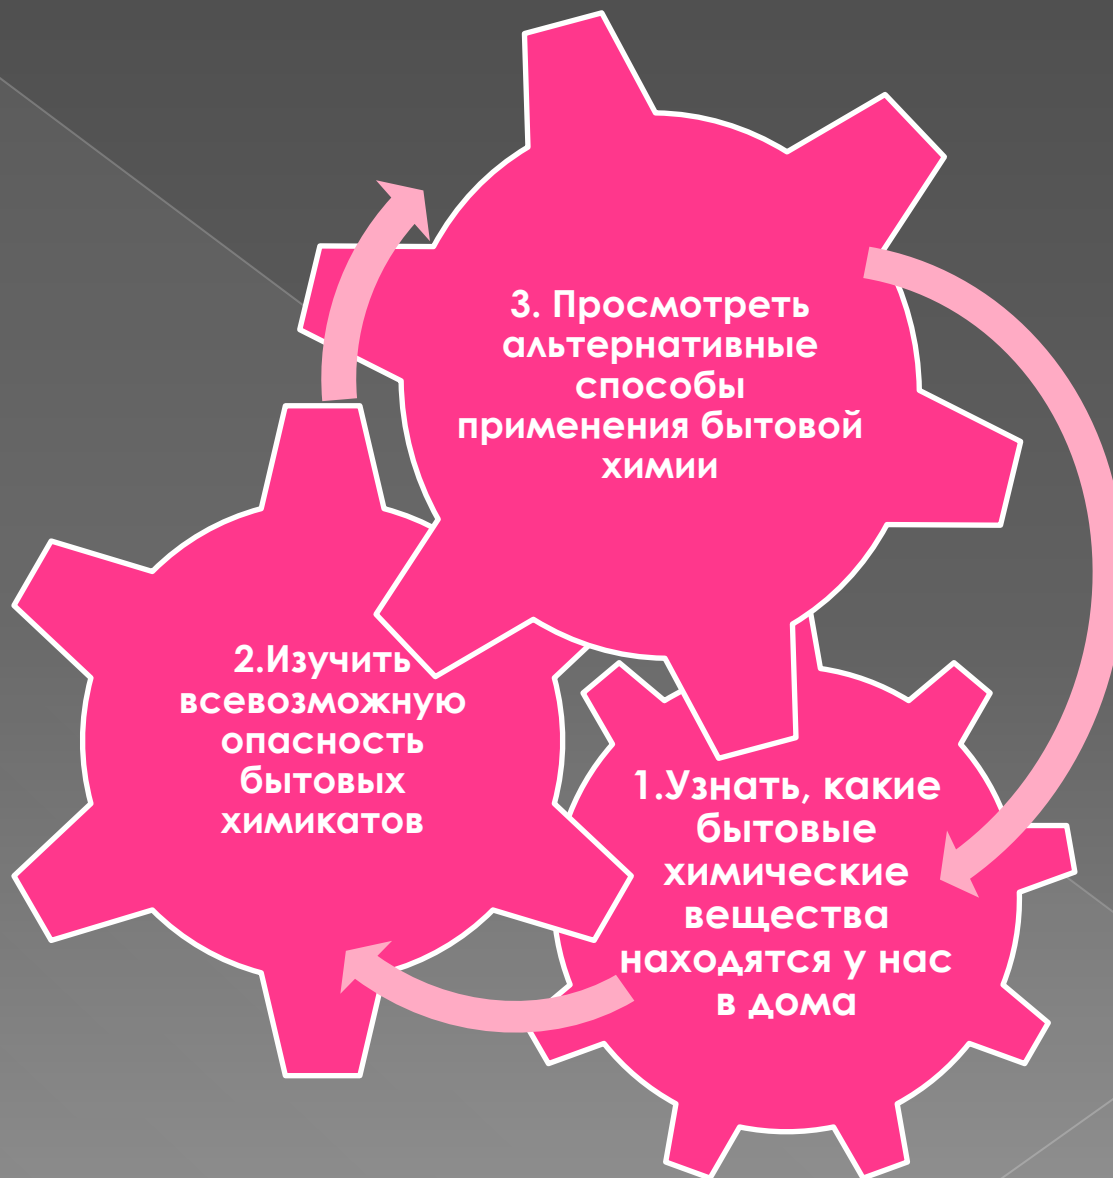 3. Просмотреть
альтернативные
способы
применения бытовой
химии
2.Изучить
всевозможную
опасность
бытовых
химикатов
1.Узнать, какие
бытовые
химические
вещества
находятся у нас
в дома